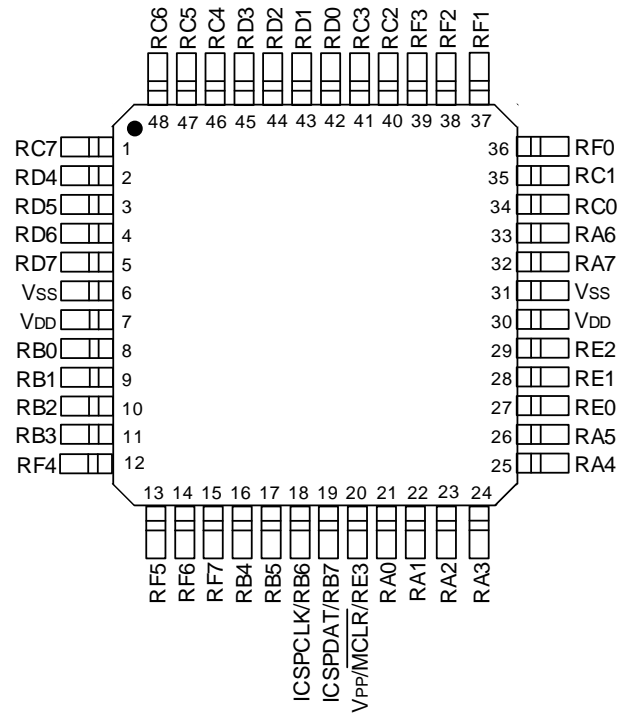 RC6 RC5 RC4 RD3 RD2 RD1 RD0 RC3 RC2 RF3 RF2 RF1
48 47 46 45 44 43 42 41 40 39 38 37
RC7 1 36 RF0
RD4 2 35 RC1
RD5 3 34 RC0
RD6 4 33 RA6
RD7 5 32 RA7
VSS 6 31 VSS
VDD 7 30 VDD
RB0 8 29 RE2
RB1 9 28 RE1
RB2 10 27 RE0
RB3 11 26 RA5
RF4 12 25 RA4
13 14 15 16 17 18 19 20 21 22 23 24
RF5 RF6 RF7 RB4 RB5 ICSPCLK/RB6 ICSPDAT/RB7 VPP/MCLR/RE3 RA0 RA1 RA2 RA3